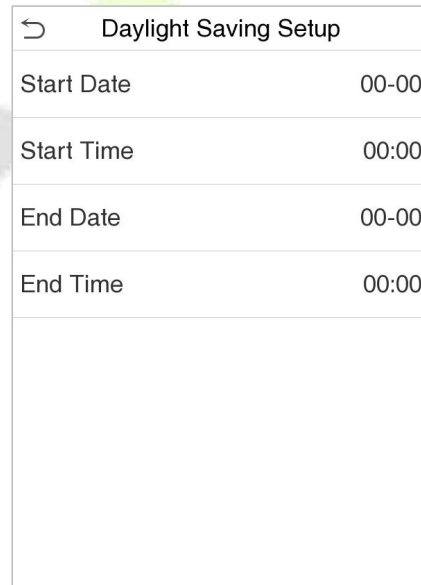 Daylight Saving Setup
Start Date 00-00
Start Time 00:00
End Date 00-00
End Time 00:00